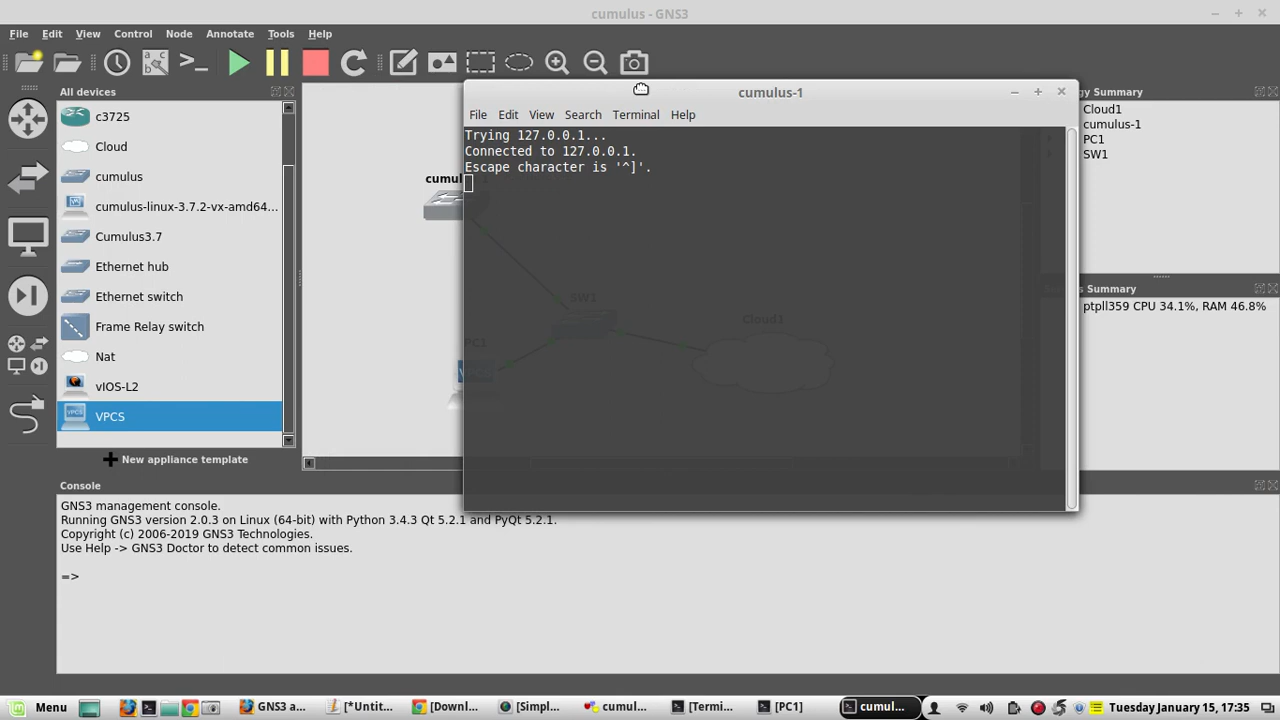 cumulus - GNS3
File Edit View Control Node Annotate Tools Help
All devices
c3725
Cloud
cumulus
cumulus-linux-3.7.2-vx-amd64...
Cumulus3.7
Ethernet hub
Ethernet switch
Frame Relay switch
Nat
vIOS-L2
VPCS
New appliance template
cumul
SW1
PC1
Cloud1
cumulus-1
File Edit View Search Terminal Help
Trying 127.0.0.1...
Connected to 127.0.0.1.
Escape character is '^]'.
gy Summary
Cloud1
cumulus-1
PC1
SW1
Summary
ptpll359 CPU 34.1%, RAM 46.8%
Console
GNS3 management console.
Running GNS3 version 2.0.3 on Linux (64-bit) with Python 3.4.3 Qt 5.2.1 and PyQt 5.2.1.
Copyright (c) 2006-2019 GNS3 Technologies.
Use Help -> GNS3 Doctor to detect common issues.
=>
Menu GNS3 a... [*Untit... [Downl... [Simpl... cumul... [Termi... [PC1] cumul... Tuesday January 15, 17:35